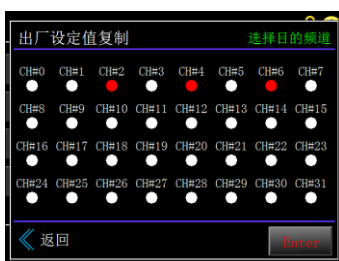 出厂设定值复制 选择目的频道
CH#0 CH#1 CH#2 CH#3 CH#4 CH#5 CH#6 CH#7
CH#8 CH#9 CH#10 CH#11 CH#12 CH#13 CH#14 CH#15
CH#16 CH#17 CH#18 CH#19 CH#20 CH#21 CH#22 CH#23
CH#24 CH#25 CH#26 CH#27 CH#28 CH#29 CH#30 CH#31
返回 Enter